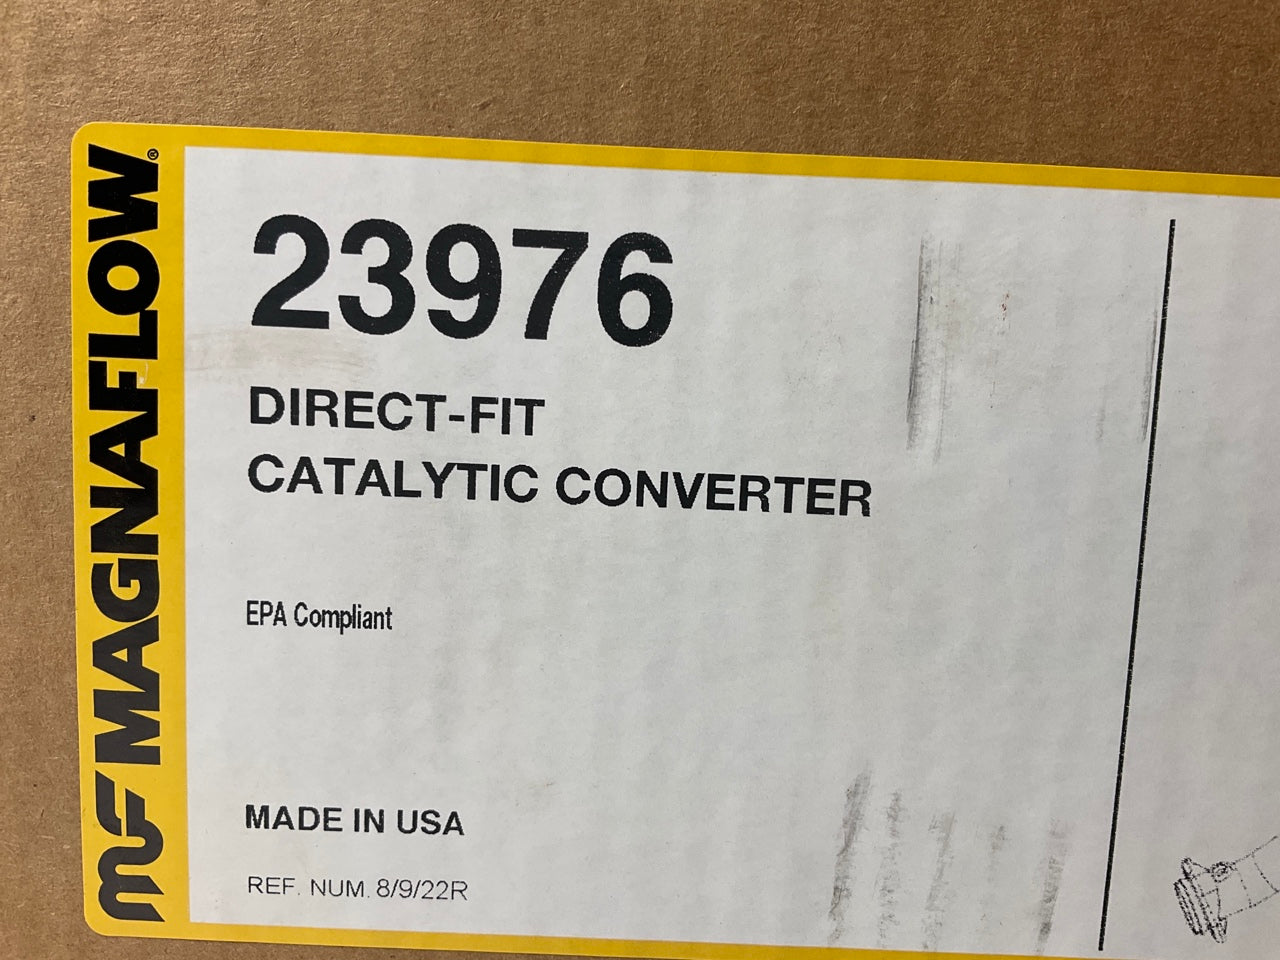 MAGNAFLOW®
23976
DIRECT-FIT
CATALYTIC CONVERTER
EPA Compliant
MADE IN USA
REF. NUM. 8/9/22R